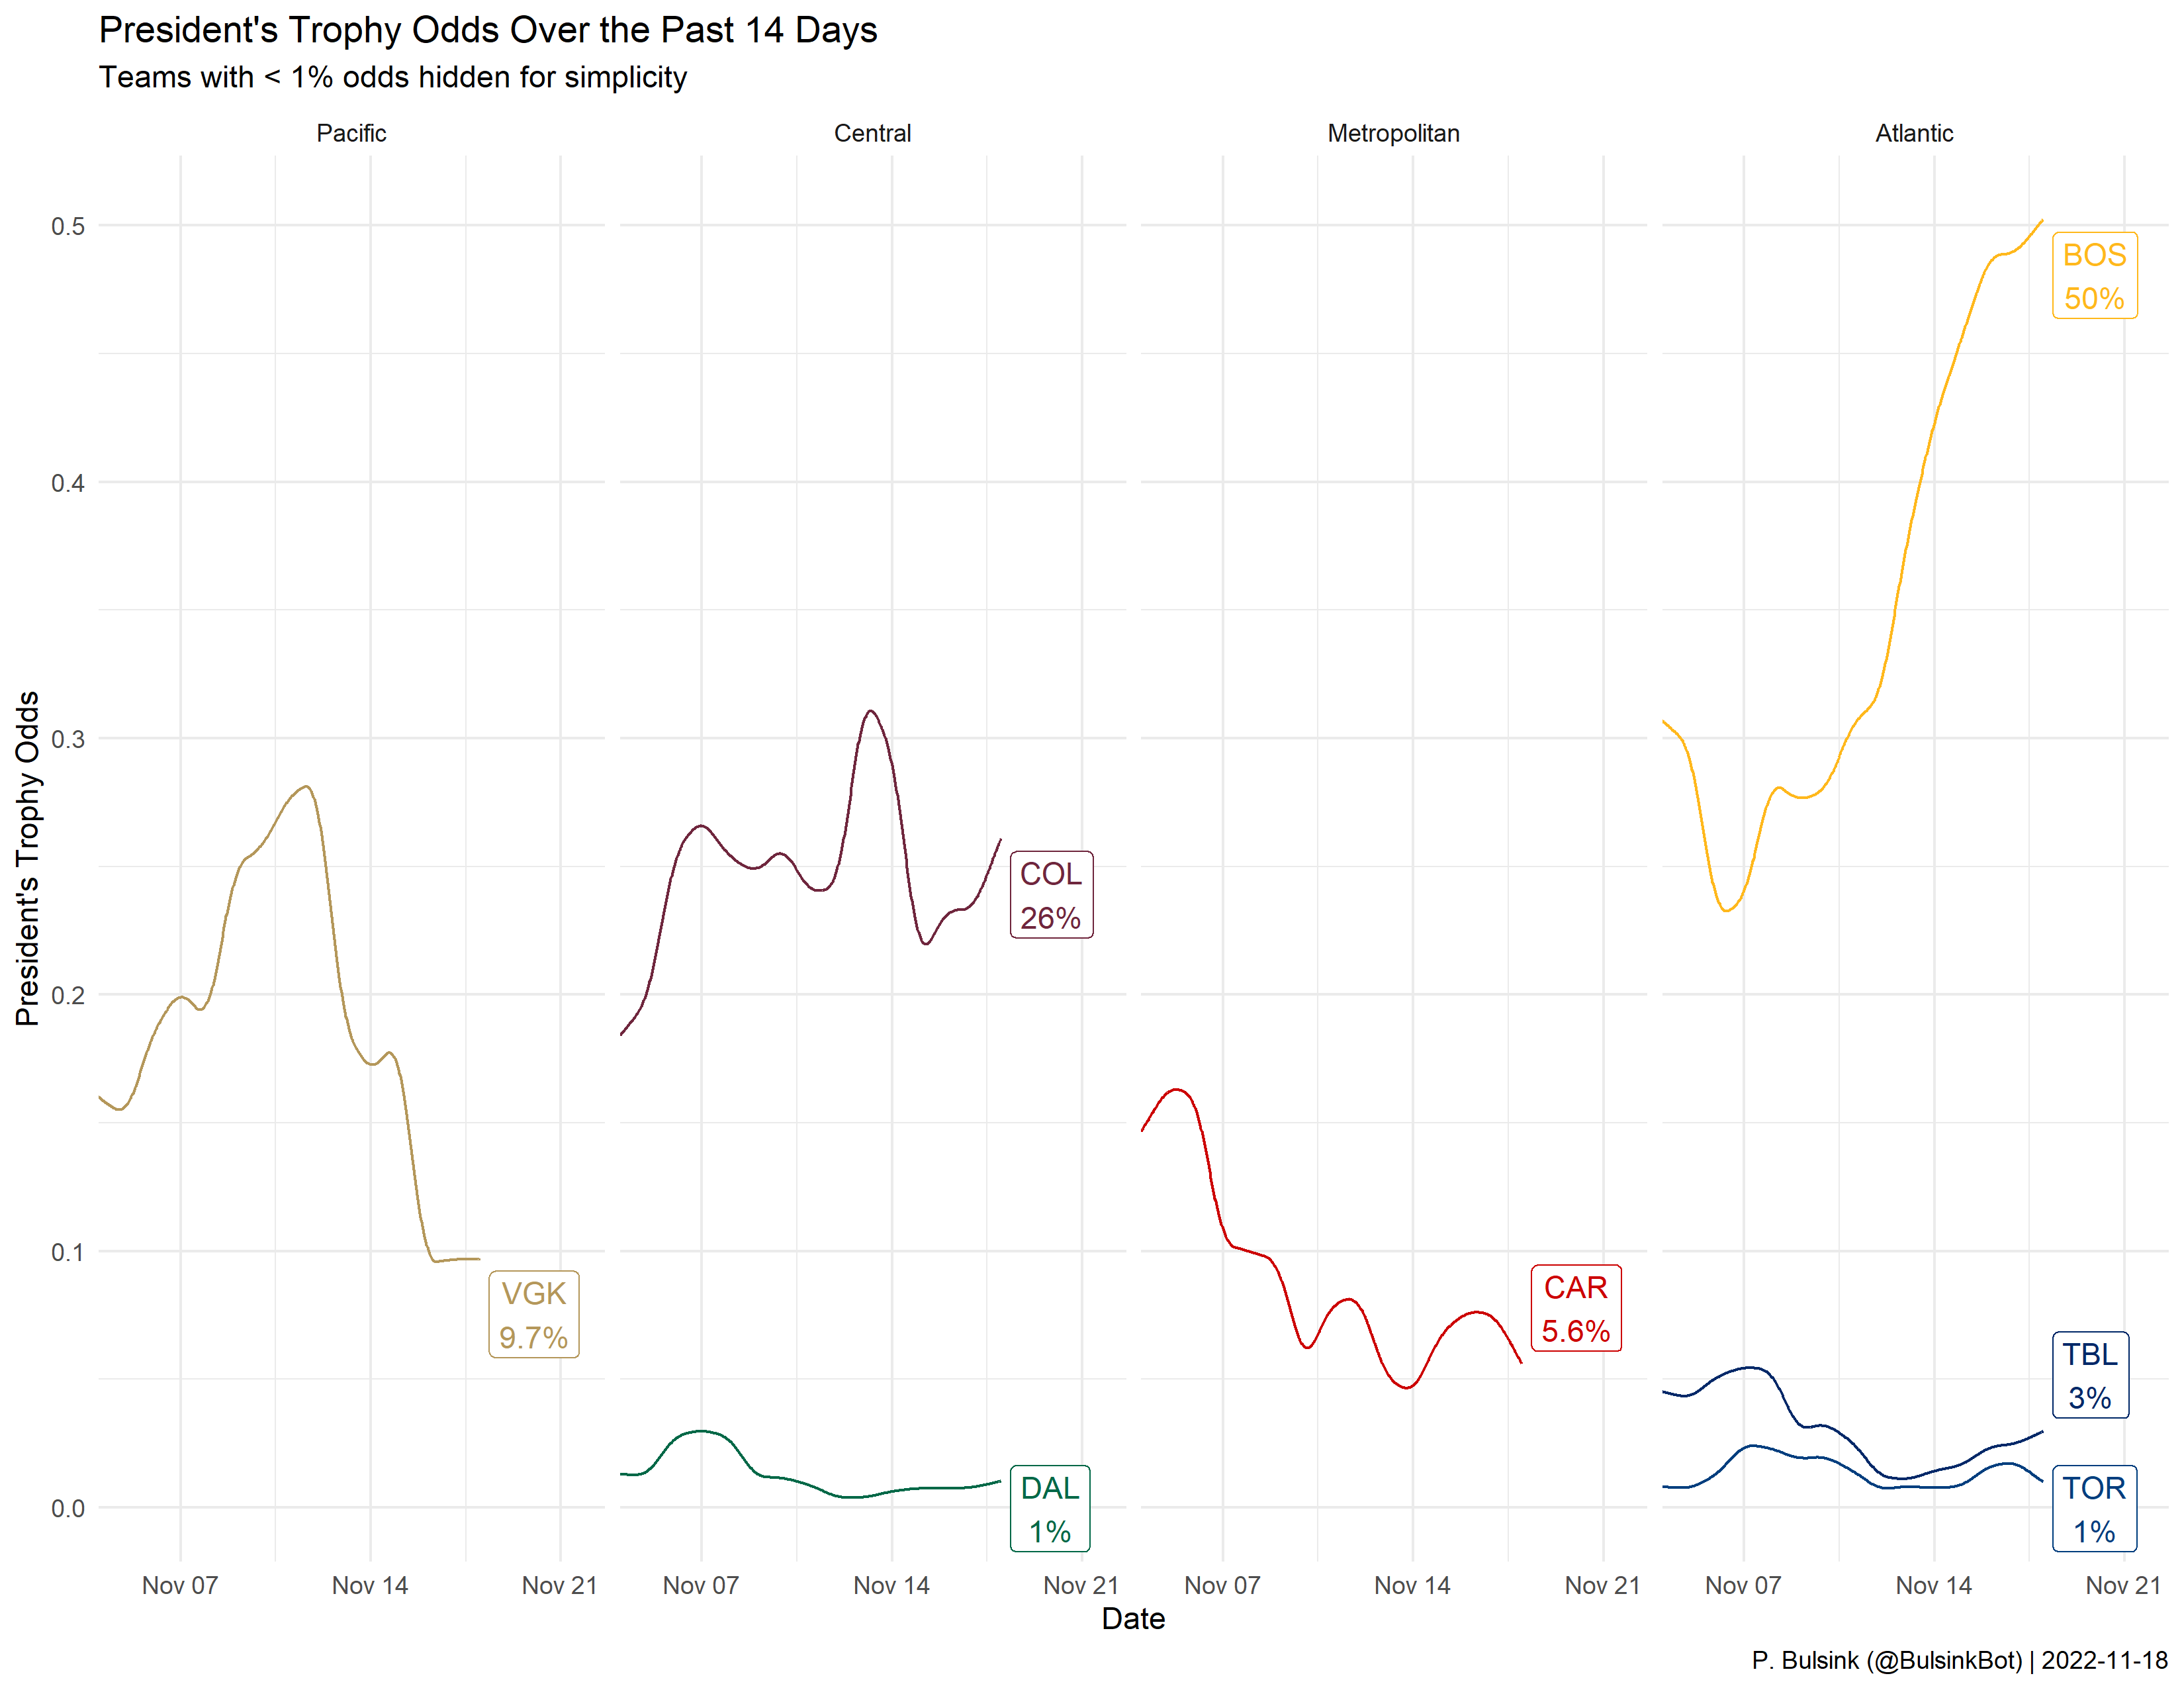 President's Trophy Odds Over the Past 14 Days
Teams with < 1% odds hidden for simplicity
Pacific
Central
Metropolitan
Atlantic
President's Trophy Odds
0.5
0.4
0.3
0.2
0.1
0.0
VGK
9.7%
COL
26%
DAL
1%
CAR
5.6%
BOS
50%
TBL
3%
TOR
1%
Nov 07 Nov 14 Nov 21 Nov 07 Nov 14 Nov 21 Nov 07 Nov 14 Nov 21 Nov 07 Nov 14 Nov 21
Date
P. Bulsink (@BulsinkBot) | 2022-11-18